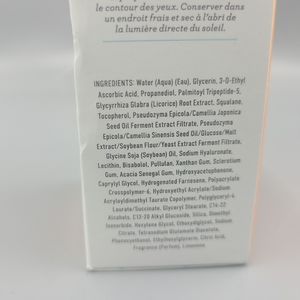 le contour des yeux. Conserver dans
un endroit frais et sec à l'abri de
la lumière directe du soleil.
INGREDIENTS: Water (Aqua) (Eau), Glycerin, 3-O-Ethyl
Ascorbic Acid, Propanediol, Palmitoyl Tripeptide-5,
Glycyrrhiza Glabra (Licorice) Root Extract, Squalane,
Tocopherol, Pseudozyma Epicola/Camellia Japonica
Seed Oil Ferment Extract Filtrate, Pseudozyma
Epicola/Camellia Sinensis Seed Oil/Glucose/Malt
Extract/Soybean Flour/Yeast Extract Ferment Filtrate,
Glycine Soja (Soybean) Oil, Sodium Hyaluronate,
Lecithin, Bisabolol, Pullulan, Xanthan Gum, Sclerotium
Gum, Acacia Senegal Gum, Hydroxyacetophenone,
Caprylyl Glycol, Hydrogenated Farnesene, Polyacrylate
Crosspolymer-6, Hydroxyethyl Acrylate/Sodium
Acryloyldimethyl Taurate Copolymer, Polyglyceryl-4
Laurate/Succinate, Glyceryl Stearate, C14-22
Alcohols, C12-20 Alkyl Glucoside, Silica, Dimethyl
Isosorbide, Hexylene Glycol, Ethoxydiglycol, Sodium
Citrate, Tetrasodium Glutamate Diacetate,
Phenoxyethanol, Ethylhexylglycerin, Citric Acid,
Fragrance (Parfum), Limonene